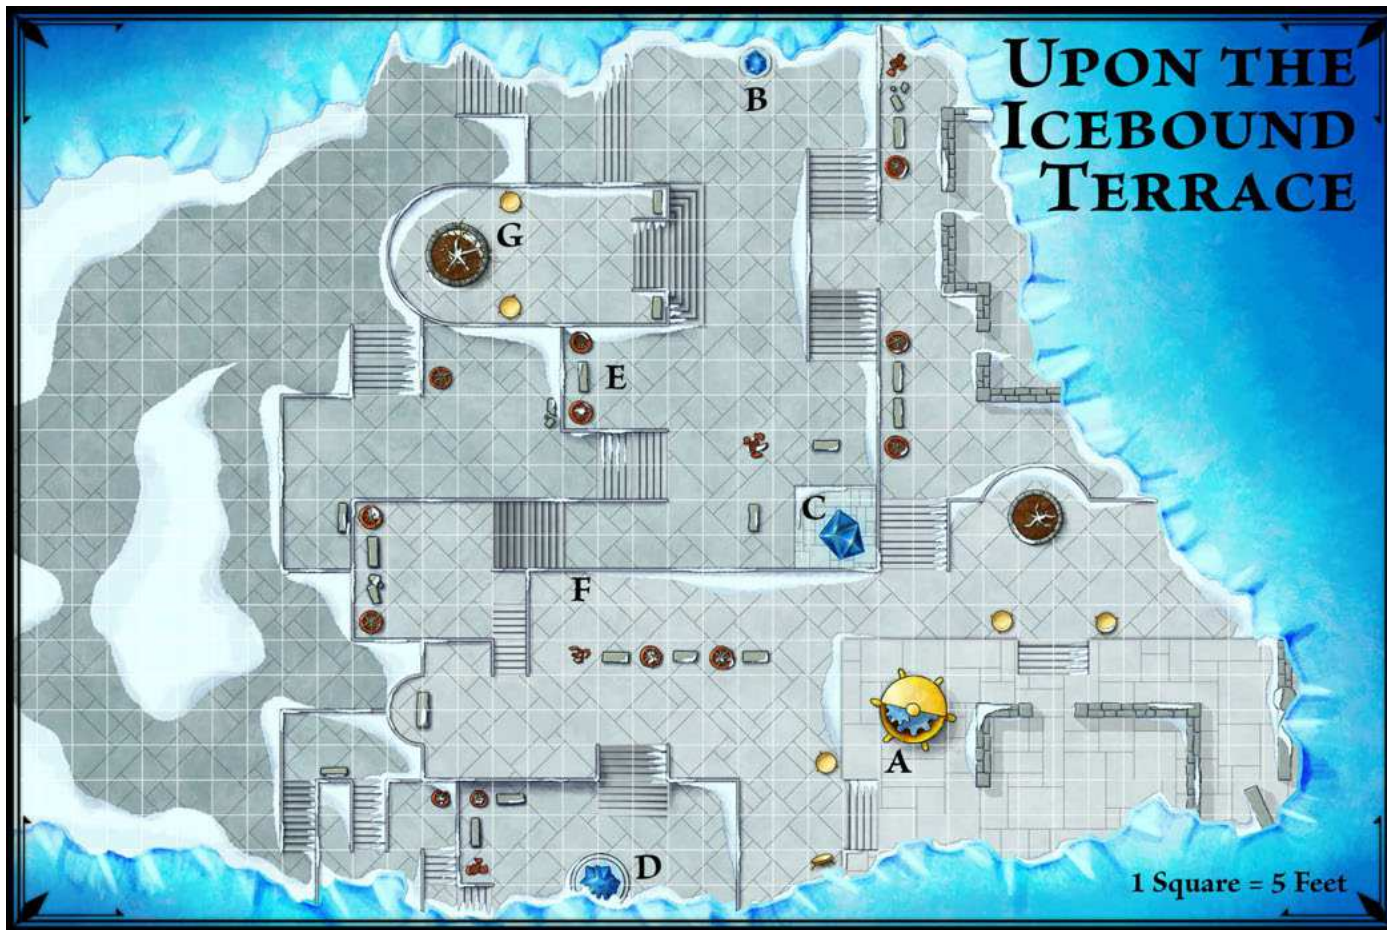 UPON THE
ICEBOUND
TERRACE
B
G
E
C
F
A
D
1 Square = 5 Feet